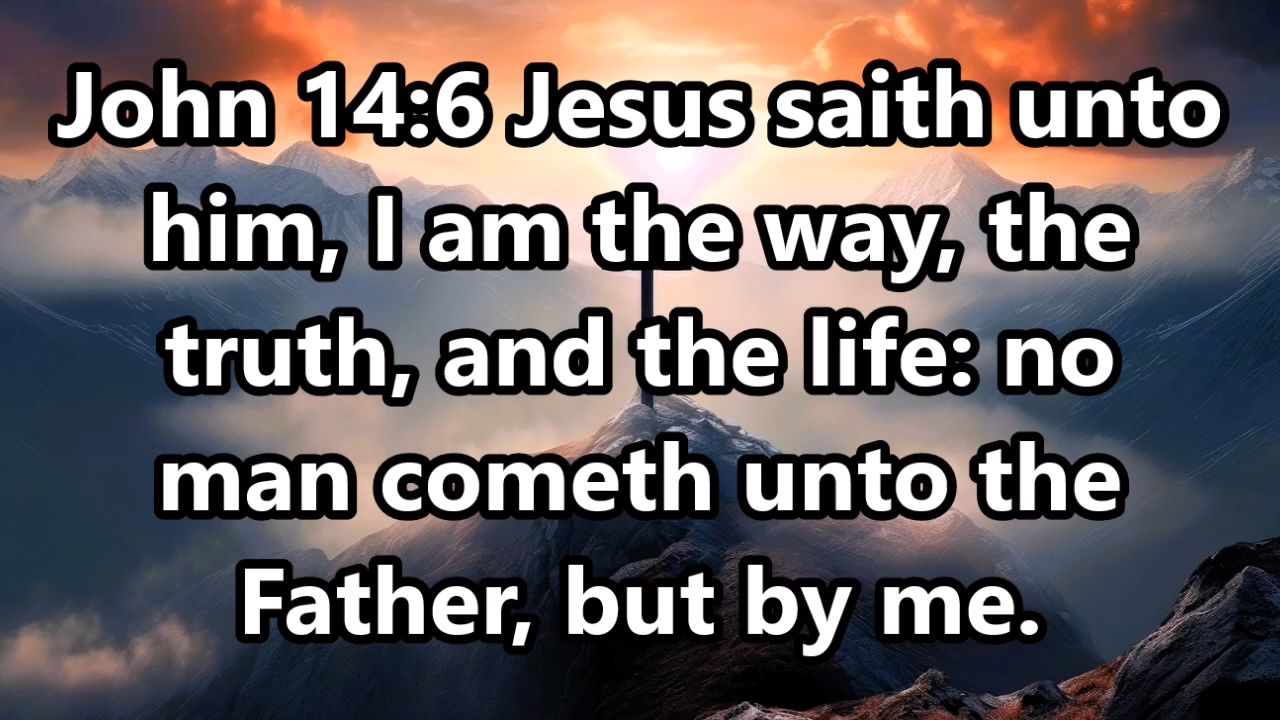 John 14:6 Jesus saith unto
him, I am the way, the
truth, and the life: no
man cometh unto the
Father, but by me.